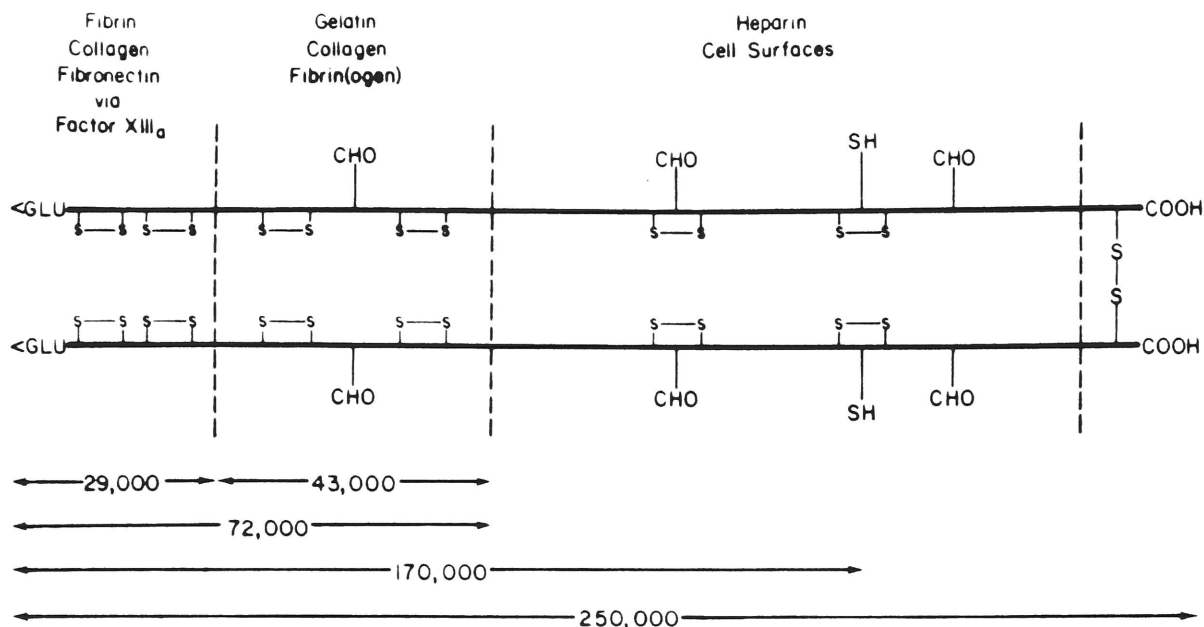 Fibrin
Collagen
Fibronectin
via
Factor XIIIa
Gelatin
Collagen
Fibrin(ogen)
Heparin
Cell Surfaces
CHO CHO SH CHO
<GLU COOH
S—S S—S S—S S—S S—S S—S
S
S
S—S S—S S—S S—S S—S S—S
<GLU COOH
CHO CHO SH CHO
29,000 43,000
72,000
170,000
250,000